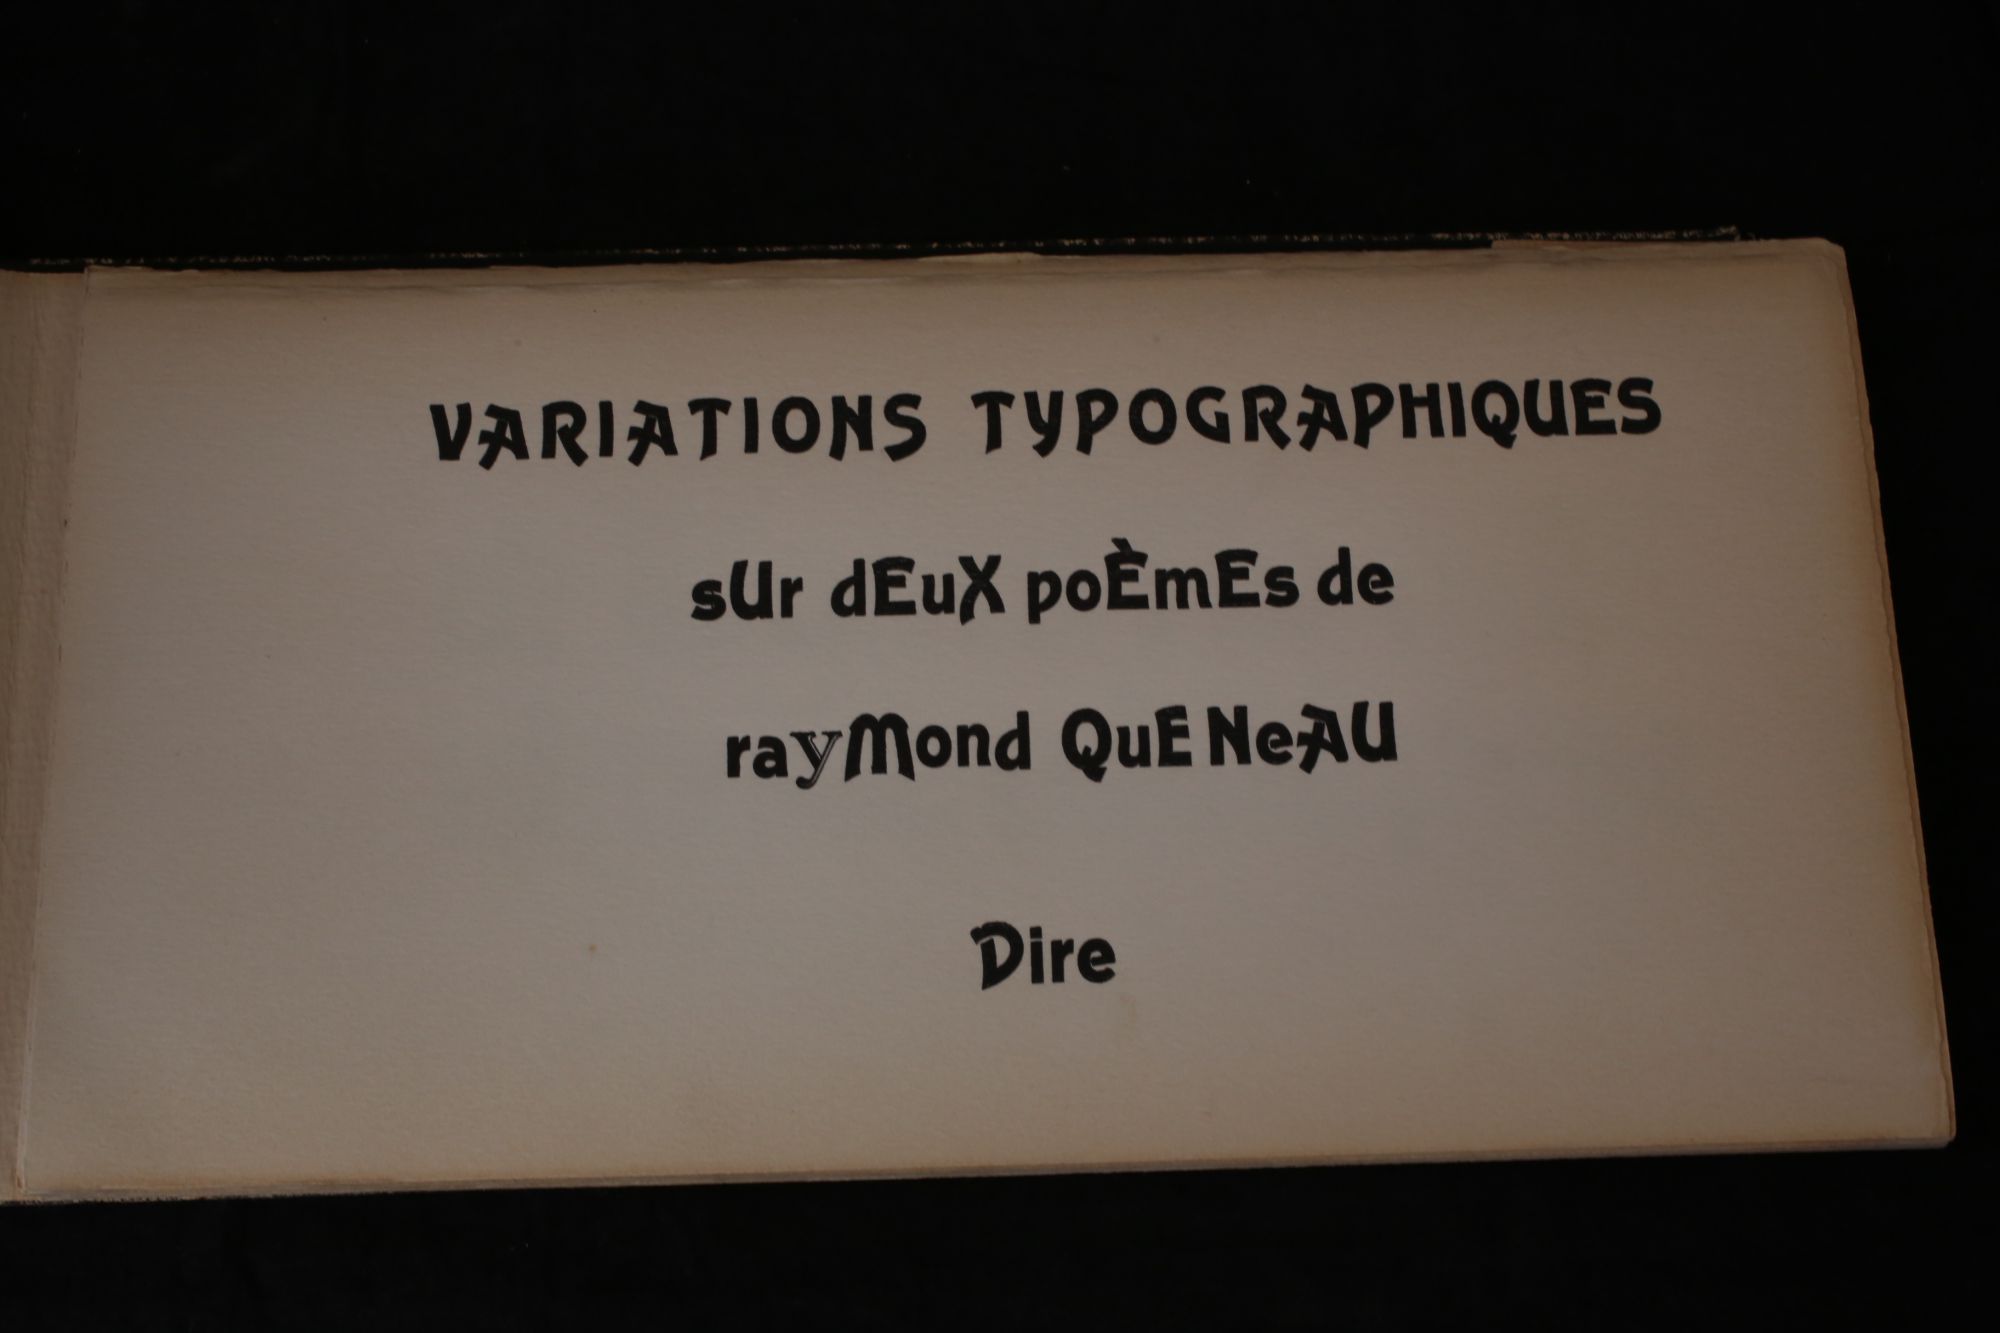 VARIATIONS TYPOGRAPHIQUES
sUr dEuX poÈmEs de
rayMond QuENeAU
Dire